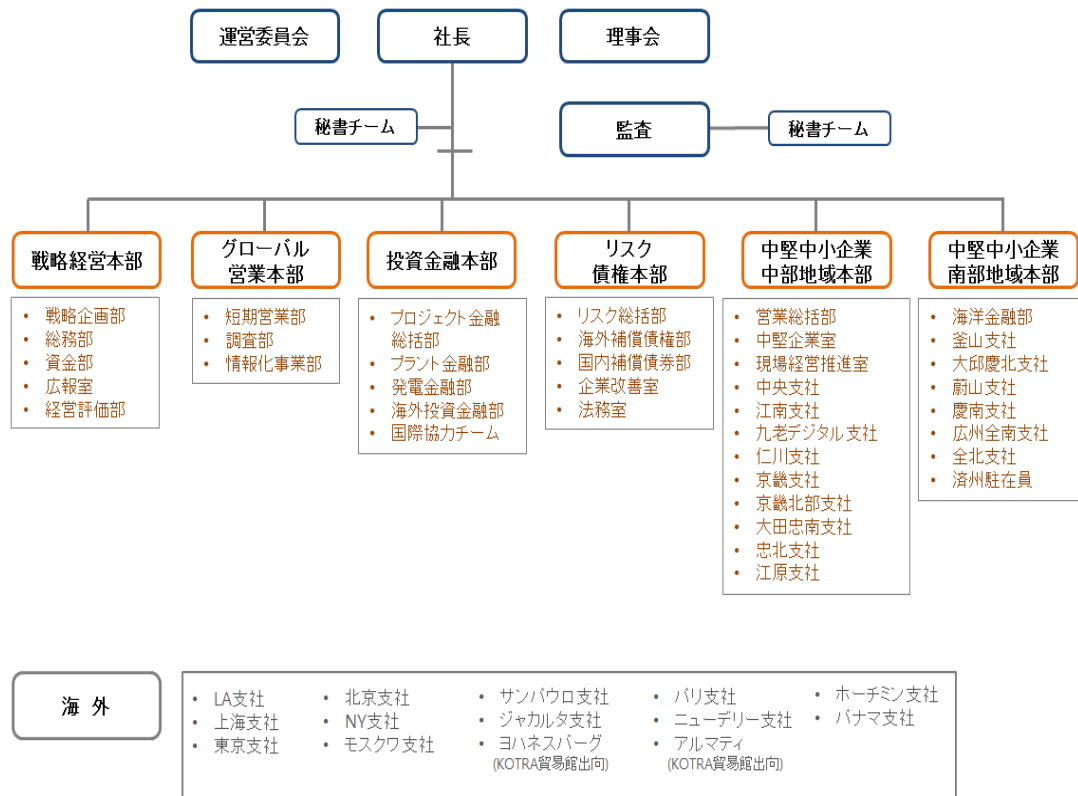 運営委員会
社長
理事会
秘書チーム
監査
秘書チーム
戦略経営本部
グローバル
営業本部
投資金融本部
リスク
債権本部
中堅中小企業
中部地域本部
中堅中小企業
南部地域本部
• 戦略企画部
• 総務部
• 資金部
• 広報室
• 経営評価部
• 短期営業部
• 調査部
• 情報化事業部
• プロジェクト金融
総括部
• プラント金融部
• 発電金融部
• 海外投資金融部
• 国際協力チーム
• リスク総括部
• 海外補償債権部
• 国内補償債券部
• 企業改善室
• 法務室
• 営業総括部
• 中堅企業室
• 現場経営推進室
• 中央支社
• 江南支社
• 九老デジタル支社
• 仁川支社
• 京畿支社
• 京畿北部支社
• 大田忠南支社
• 忠北支社
• 江原支社
• 海洋金融部
• 釜山支社
• 大邱慶北支社
• 蔚山支社
• 慶南支社
• 広州全南支社
• 全北支社
• 済州駐在員
海 外
• LA支社
• 上海支社
• 東京支社
• 北京支社
• NY支社
• モスクワ支社
• サンパウロ支社
• ジャカルタ支社
• ヨハネスバーグ
(KOTRA貿易館出向)
• パリ支社
• ニューデリー支社
• アルマティ
(KOTRA貿易館出向)
• ホーチミン支社
• パナマ支社